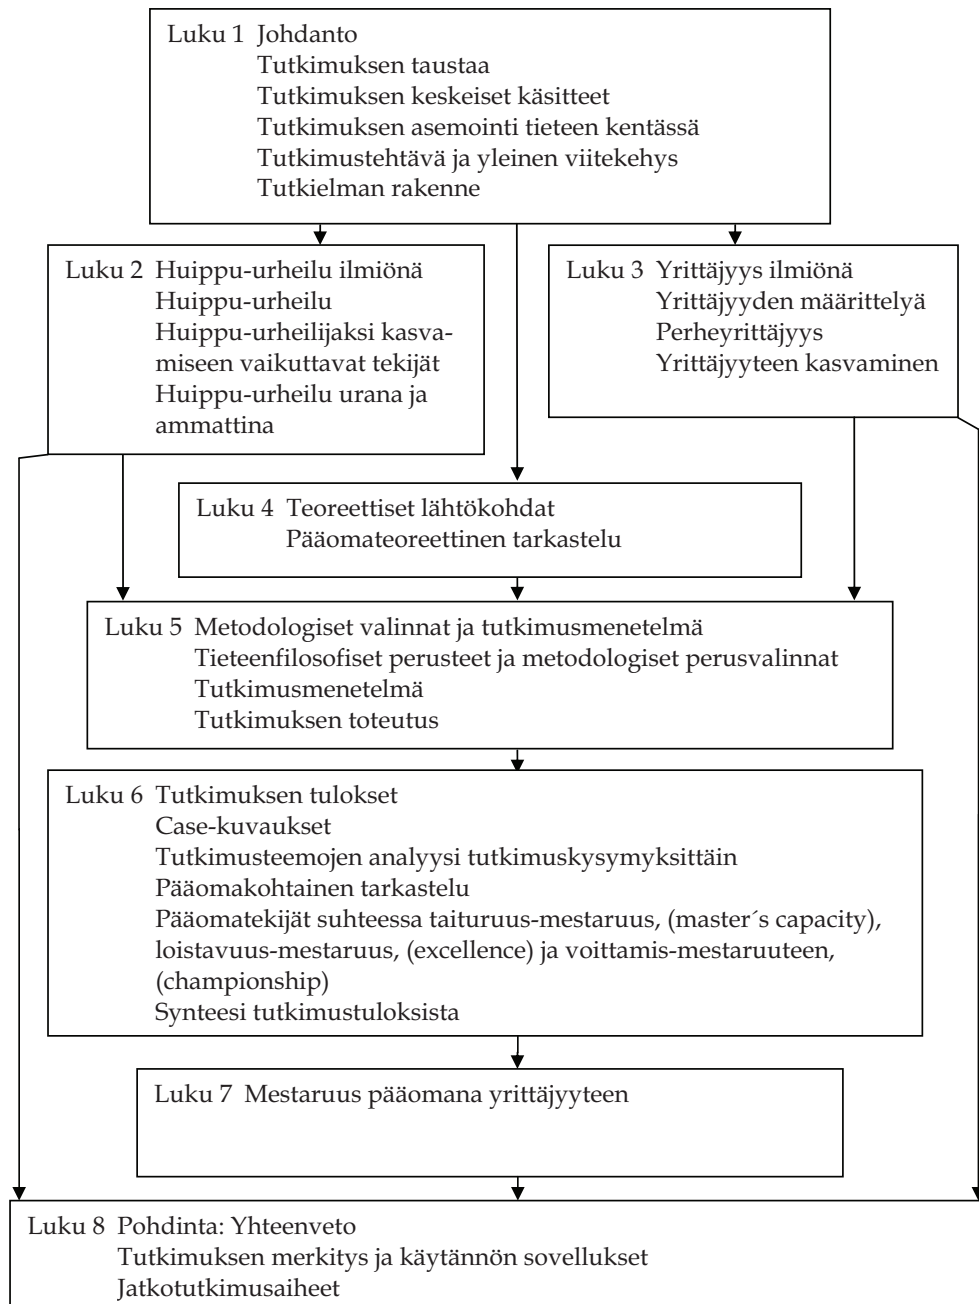 Luku 1 Johdanto
Tutkimuksen taustaa
Tutkimuksen keskeiset käsitteet
Tutkimuksen asemointi tieteen kentässä
Tutkimustehtävä ja yleinen viitekehys
Tutkielman rakenne
Luku 2 Huippu-urheilu ilmiönä
Huippu-urheilu
Huippu-urheilijaksi kasva-
miseen vaikuttavat tekijät
Huippu-urheilu urana ja
ammattina
Luku 3 Yrittäjyys ilmiönä
Yrittäjyyden määrittelyä
Perheyrittäjyys
Yrittäjyyteen kasvaminen
Luku 4 Teoreettiset lähtökohdat
Pääomateoreettinen tarkastelu
Luku 5 Metodologiset valinnat ja tutkimusmenetelmä
Tieteenfilosofiset perusteet ja metodologiset perusvalinnat
Tutkimusmenetelmä
Tutkimuksen toteutus
Luku 6 Tutkimuksen tulokset
Case-kuvaukset
Tutkimusteemojen analyysi tutkimuskysymyksittäin
Pääomakohtainen tarkastelu
Pääomatekijät suhteessa taituruus-mestaruus, (master´s capacity),
loistavuus-mestaruus, (excellence) ja voittamis-mestaruuteen,
(championship)
Synteesi tutkimustuloksista
Luku 7 Mestaruus pääomana yrittäjyyteen
Luku 8 Pohdinta: Yhteenveto
Tutkimuksen merkitys ja käytännön sovellukset
Jatkotutkimusaiheet